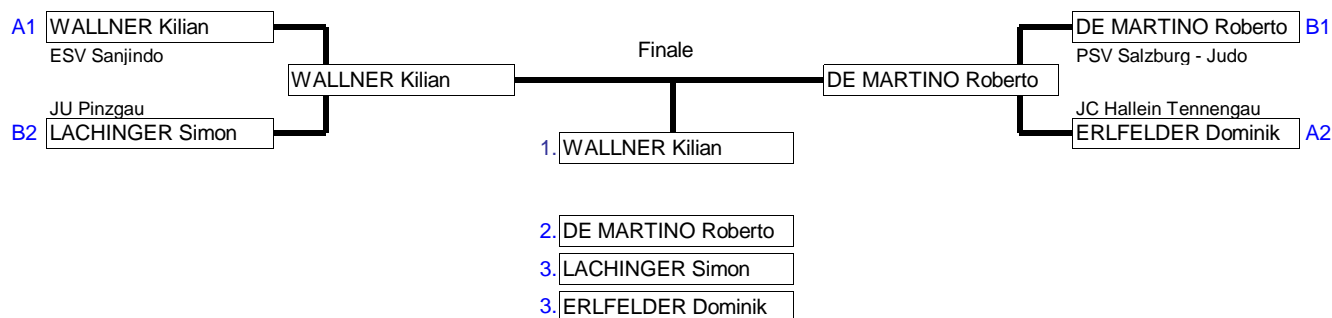 A1 WALLNER Kilian
ESV Sanjindo
WALLNER Kilian
JU Pinzgau
B2 LACHINGER Simon
Finale
DE MARTINO Roberto B1
PSV Salzburg - Judo
DE MARTINO Roberto
JC Hallein Tennengau
ERLFELDER Dominik A2
1. WALLNER Kilian
2. DE MARTINO Roberto
3. LACHINGER Simon
3. ERLFELDER Dominik